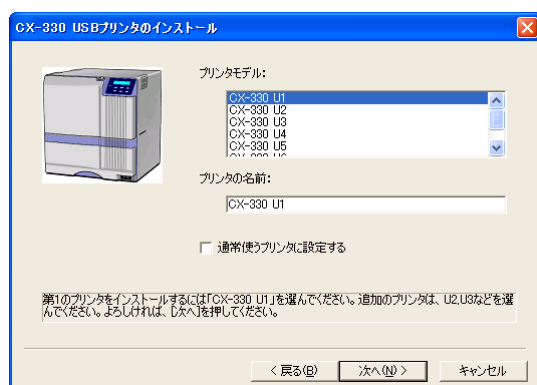 CX-330 USBプリンタのインストール
プリンタモデル:
CX-330 U1
CX-330 U2
CX-330 U3
CX-330 U4
CX-330 U5
プリンタの名前:
CX-330 U1
通常使うプリンタに設定する
第1のプリンタをインストールするには「CX-330 U1」を選んでください。追加のプリンタは、U2,U3などを選
んでください。よろしければ、[次へ]を押してください。
< 戻る(B)
次へ(N) >
キャンセル